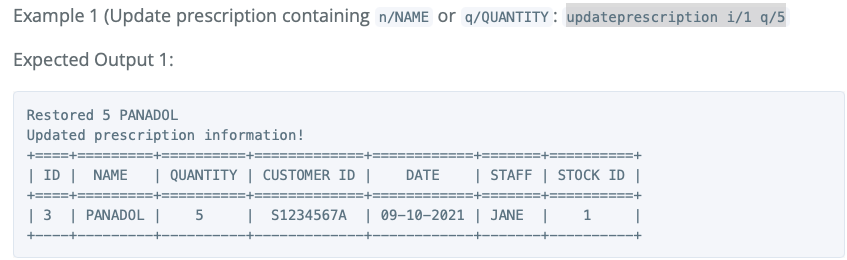 Example 1 (Update prescription containing n/NAME or q/QUANTITY: updateprescription i/1 q/5
Expected Output 1:
Restored 5 PANADOL
Updated prescription information!
+====+=========+==========+=============+============+=======+==========+
| ID |  NAME   | QUANTITY | CUSTOMER ID |    DATE    | STAFF | STOCK ID |
+====+=========+==========+=============+============+=======+==========+
| 3  | PANADOL |    5     |  S1234567A  | 09-10-2021 | JANE  |    1     |
+----+---------+----------+-------------+------------+-------+----------+